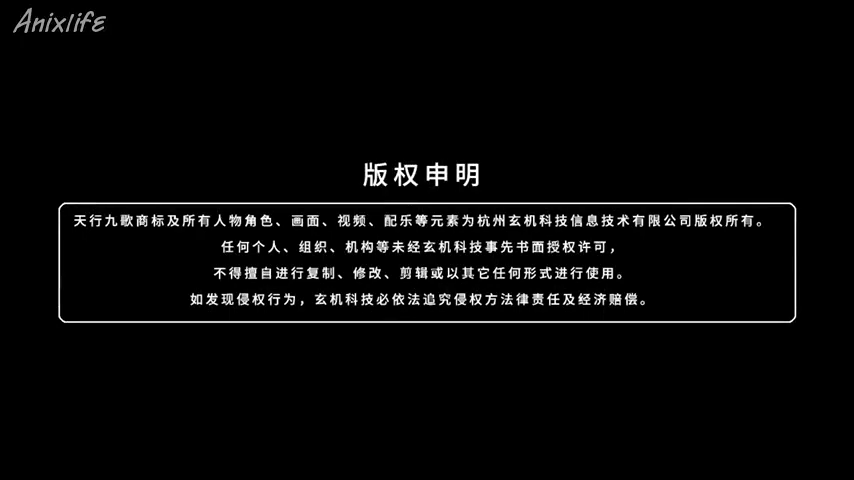 Anixlife
版权申明
天行九歌商标及所有人物角色、画面、视频、配乐等元素为杭州玄机科技信息技术有限公司版权所有。
任何个人、组织、机构等未经玄机科技事先书面授权许可，
不得擅自进行复制、修改、剪辑或以其它任何形式进行使用。
如发现侵权行为，玄机科技必依法追究侵权方法律责任及经济赔偿。